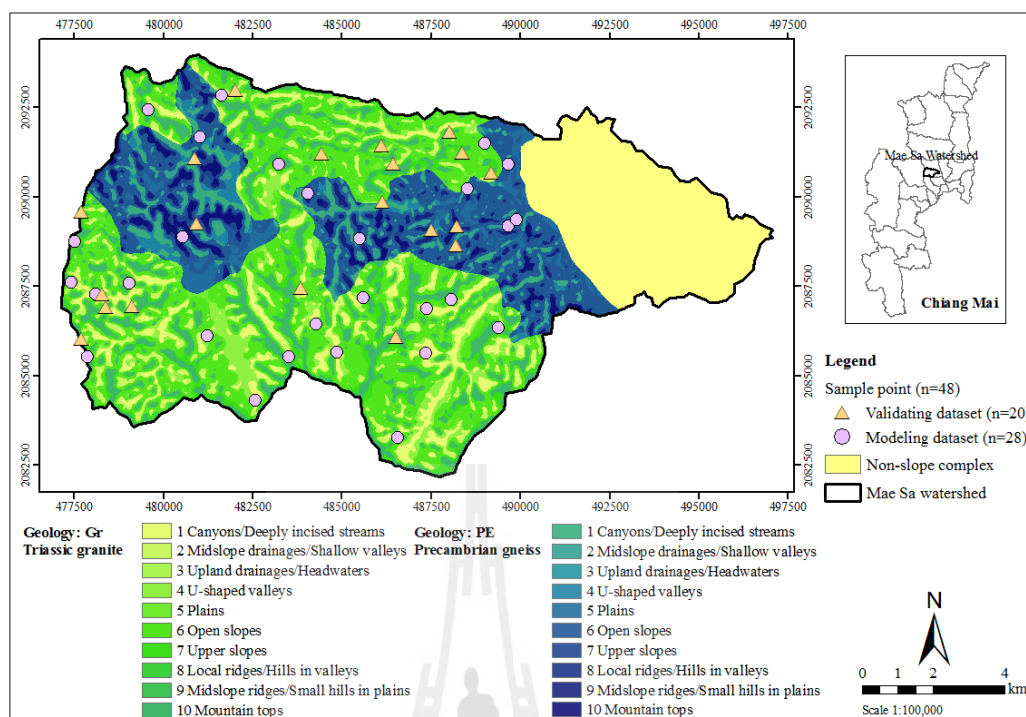 477500 480000 482500 485000 487500 490000 492500 495000 497500
2092500
2090000
2087500
2085000
2082500
2092500
2090000
2087500
2085000
2082500
477500 480000 482500 485000 487500 490000 492500 495000 497500
Mae Sa Watershed
Chiang Mai
Legend
Sample point (n=48)
Validating dataset (n=20)
Modeling dataset (n=28)
Non-slope complex
Mae Sa watershed
Geology: Gr
Triassic granite
1 Canyons/Deeply incised streams
2 Midslope drainages/Shallow valleys
3 Upland drainages/Headwaters
4 U-shaped valleys
5 Plains
6 Open slopes
7 Upper slopes
8 Local ridges/Hills in valleys
9 Midslope ridges/Small hills in plains
10 Mountain tops
Geology: PE
Precambrian gneiss
1 Canyons/Deeply incised streams
2 Midslope drainages/Shallow valleys
3 Upland drainages/Headwaters
4 U-shaped valleys
5 Plains
6 Open slopes
7 Upper slopes
8 Local ridges/Hills in valleys
9 Midslope ridges/Small hills in plains
10 Mountain tops
N
0 1 2 4
km
Scale 1:100,000